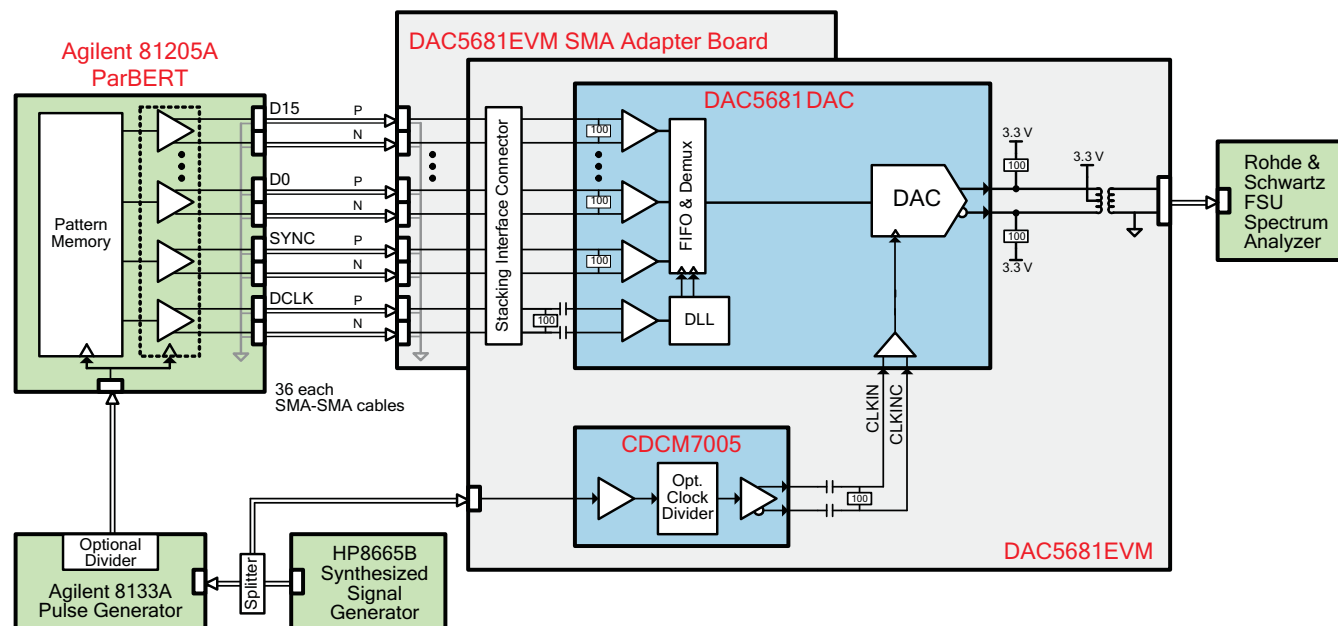 Agilent 81205A
ParBERT
DAC5681EVM SMA Adapter Board
DAC5681DAC
Pattern
Memory
D15
P
N
D0
P
N
SYNC
P
N
DCLK
P
N
36 each
SMA-SMA cables
Stacking Interface Connector
100
100
100
100
FIFO & Demux
DLL
DAC
3.3 V
100
3.3 V
100
3.3 V
Rohde &
Schwartz
FSU
Spectrum
Analyzer
CLKIN
CLKINC
CDCM7005
Opt.
Clock
Divider
100
DAC5681EVM
Optional
Divider
Agilent 8133A
Pulse Generator
Splitter
HP8665B
Synthesized
Signal
Generator